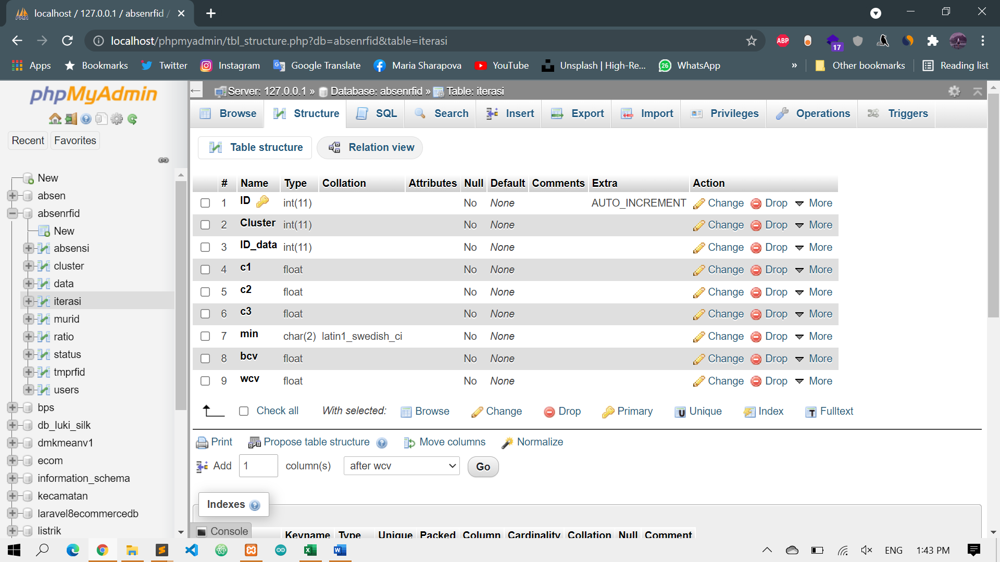 localhost / 127.0.0.1 / absenrfid /
localhost/phpmyadmin/tbl_structure.php?db=absenrfid&table=iterasi
ABP
17
Apps Bookmarks Twitter Instagram Google Translate Maria Sharapova YouTube Unsplash | High-Re... 26 WhatsApp » Other bookmarks Reading list
phpMyAdmin
Recent Favorites
New
absen
absenrfid
New
absensi
cluster
data
iterasi
murid
ratio
status
tmprfid
users
bps
db_luki_silk
dmkmeanv1
ecom
information_schema
kecamatan
laravel8ecommercedb
listrik
Server: 127.0.0.1 » Database: absenrfid » Table: iterasi
Browse Structure SQL Search Insert Export Import Privileges Operations Triggers
Table structure Relation view
# Name Type Collation Attributes Null Default Comments Extra Action
1 ID int(11) No None AUTO_INCREMENT Change Drop More
2 Cluster int(11) No None Change Drop More
3 ID_data int(11) No None Change Drop More
4 c1 float No None Change Drop More
5 c2 float No None Change Drop More
6 c3 float No None Change Drop More
7 min char(2) latin1_swedish_ci No None Change Drop More
8 bcv float No None Change Drop More
9 wcv float No None Change Drop More
Check all With selected: Browse Change Drop Primary Unique Index Fulltext
Print Propose table structure Move columns Normalize
Add 1 column(s) after wcv Go
Indexes
Console
Keyname Type Unique Packed Column Cardinality Collation Null Comment
ENG 1:43 PM